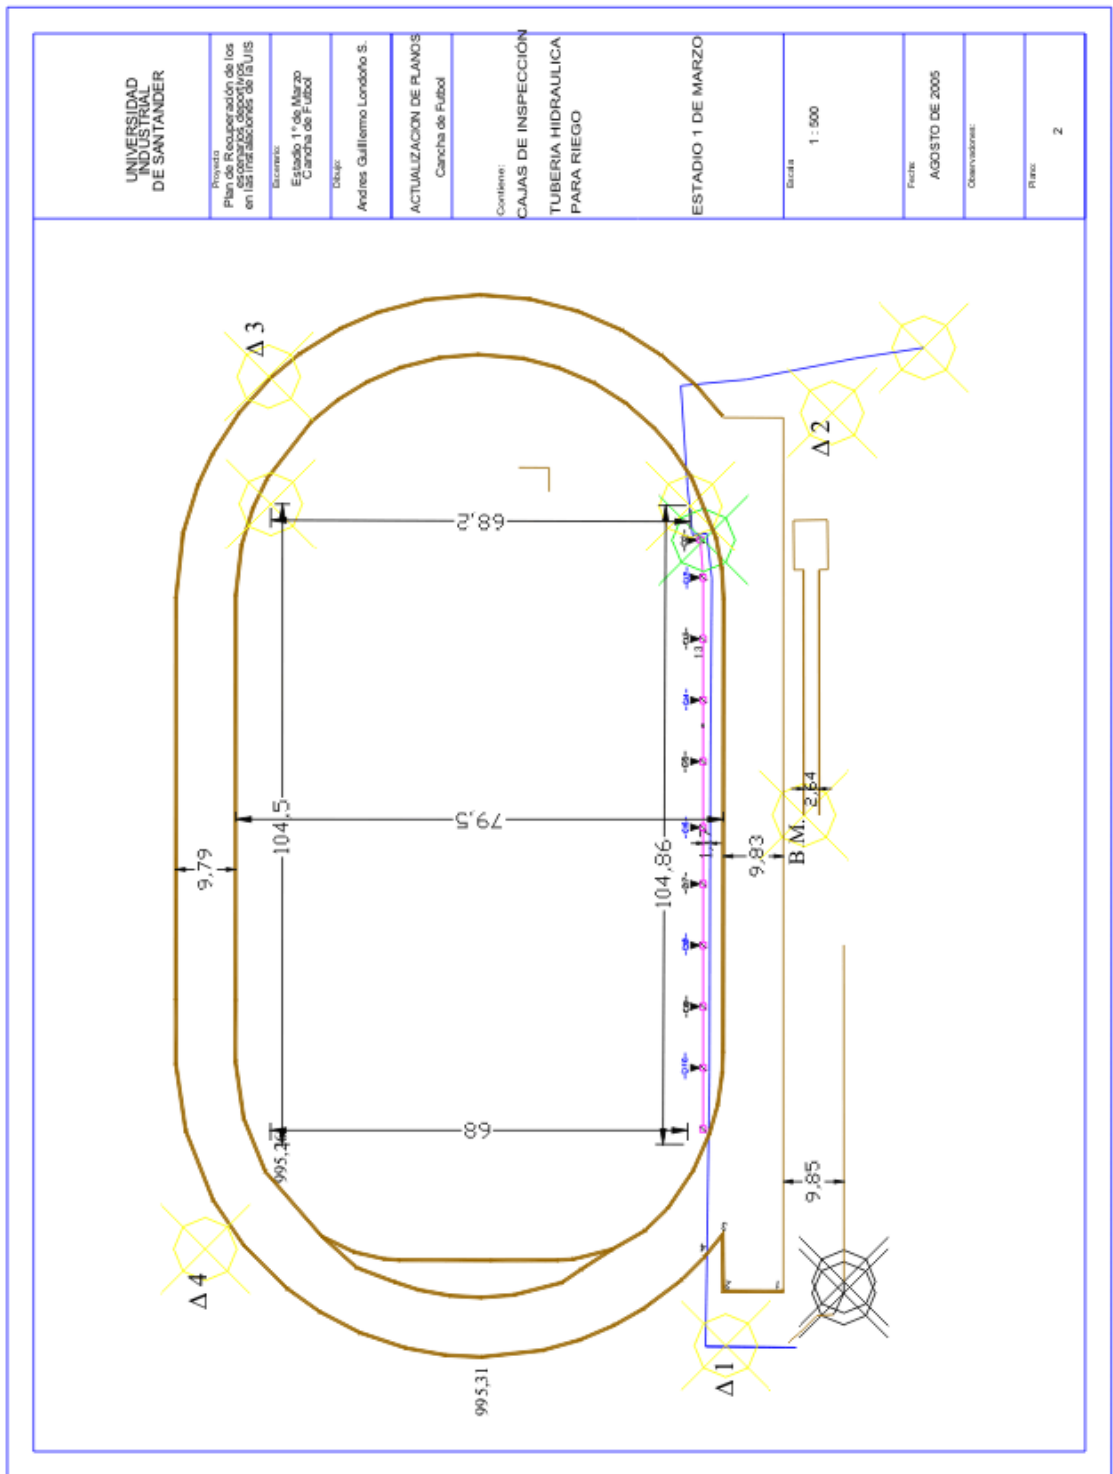 UNIVERSIDAD
INDUSTRIAL
DE SANTANDER
Proyecto
Plan de Recuperación de los
escenarios deportivos,
en las instalaciones de la UIS
Escenario:
Estadio 1º de Marzo
Cancha de Futbol
Dibujo:
Andres Guillermo Londoño S.
ACTUALIZACION DE PLANOS
Cancha de Futbol
Contiene:
CAJAS DE INSPECCIÓN
TUBERIA HIDRAULICA
PARA RIEGO
ESTADIO 1 DE MARZO
Escala
1 : 500
Fecha:
AGOSTO DE 2005
Observaciones:
Plano:
2
Δ 3
Δ 2
68,2
13
104,5
79,5
104,86
9,79
9,83
B.M.
2,64
68
9,85
Δ 4
Δ 1
995,31